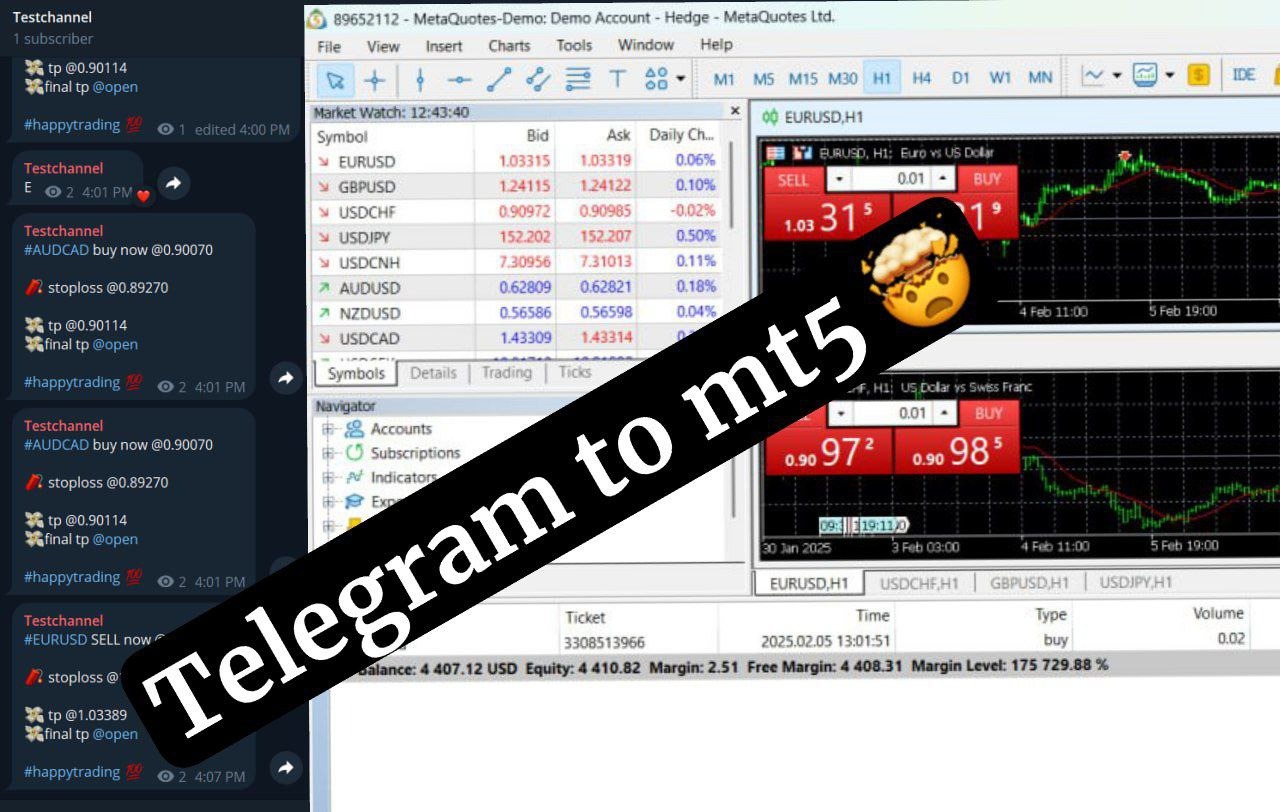 Testchannel
1 subscriber
💸 tp @0.90114
💸final tp @open
#happytrading 💯 1 edited 4:00 PM
Testchannel
E 2 4:01 PM
Testchannel
#AUDCAD buy now @0.90070
🧨 stoploss @0.89270
💸 tp @0.90114
💸final tp @open
#happytrading 💯 2 4:01 PM
Testchannel
#AUDCAD buy now @0.90070
🧨 stoploss @0.89270
💸 tp @0.90114
💸final tp @open
#happytrading 💯 2 4:01 PM
Testchannel
#EURUSD SELL now
🧨 stoploss
💸 tp @1.03389
💸final tp @open
#happytrading 💯 2 4:07 PM
89652112 - MetaQuotes-Demo: Demo Account - Hedge - MetaQuotes Ltd.
File View Insert Charts Tools Window Help
M1 M5 M15 M30 H1 H4 D1 W1 MN IDE
Market Watch: 12:43:40
Symbol Bid Ask Daily Ch...
EURUSD 1.03315 1.03319 0.06%
GBPUSD 1.24115 1.24122 0.10%
USDCHF 0.90972 0.90985 -0.02%
USDJPY 152.202 152.207 0.50%
USDCNH 7.30956 7.31013 0.11%
AUDUSD 0.62809 0.62821 0.18%
NZDUSD 0.56586 0.56598 0.04%
USDCAD 1.43309 1.43314
Symbols Details Trading Ticks
Navigator
Accounts
Subscriptions
Indicators
EURUSD,H1
EURUSD, H1: Euro vs US Dollar
SELL 0.01 BUY
1.03 31 5 9
4 Feb 11:00 5 Feb 19:00
US Dollar vs Swiss Franc
0.01 BUY
0.90 97 2 0.90 98 5
19:11
30 Jan 2025 3 Feb 03:00 4 Feb 11:00 5 Feb 19:00
EURUSD,H1 USDCHF,H1 GBPUSD,H1 USDJPY,H1
Ticket Time Type Volume
3308513966 2025.02.05 13:01:51 buy 0.02
Balance: 4 407.12 USD Equity: 4 410.82 Margin: 2.51 Free Margin: 4 408.31 Margin Level: 175 729.88 %
Telegram to mt5 🤯